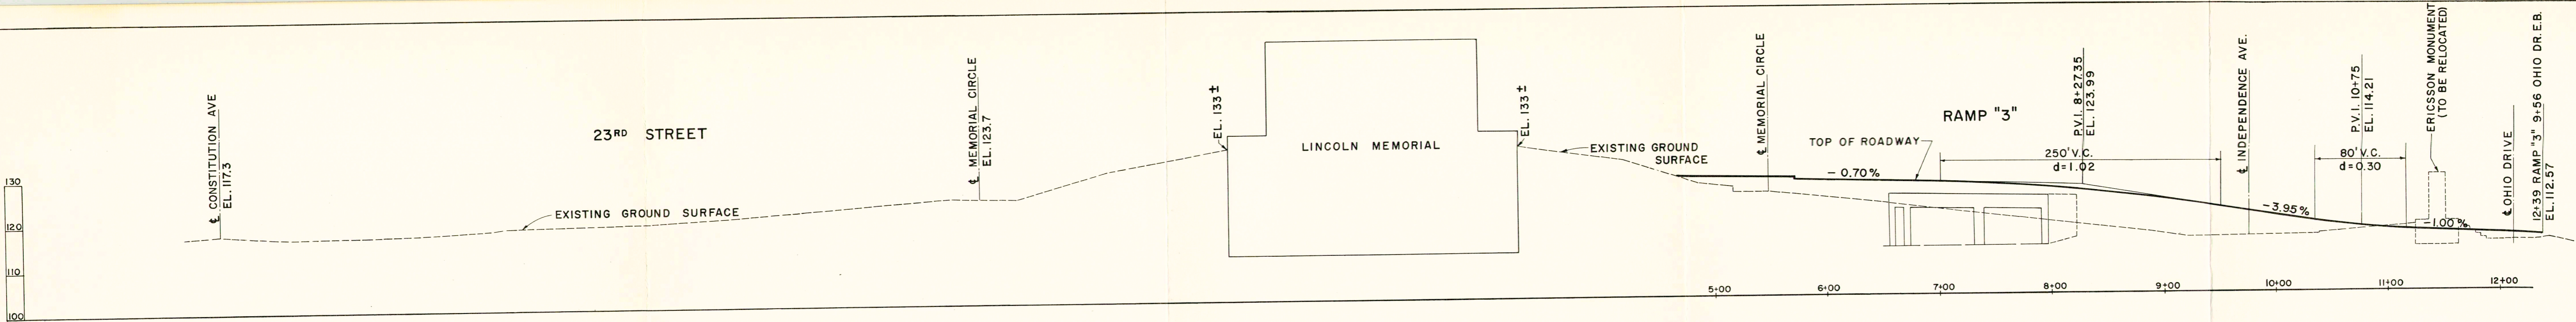 ℄ CONSTITUTION AVE
EL. 117.3
23RD STREET
EXISTING GROUND SURFACE
℄ MEMORIAL CIRCLE
EL. 123.7
EL. 133 ±
LINCOLN MEMORIAL
EL. 133 ±
EXISTING GROUND
SURFACE
℄ MEMORIAL CIRCLE
TOP OF ROADWAY
- 0.70%
RAMP "3"
P.V.I. 8+27.35
EL. 123.99
250' V.C.
d=1.02
℄ INDEPENDENCE AVE.
-3.95%
P.V.I. 10+75
EL. 114.21
80' V.C.
d=0.30
ERICSSON MONUMENT
(TO BE RELOCATED)
-1.00%
℄ OHIO DRIVE
12+39 RAMP "3" 9+56 OHIO DR. E.B.
EL. 112.57
130
120
110
100
5+00
6+00
7+00
8+00
9+00
10+00
11+00
12+00